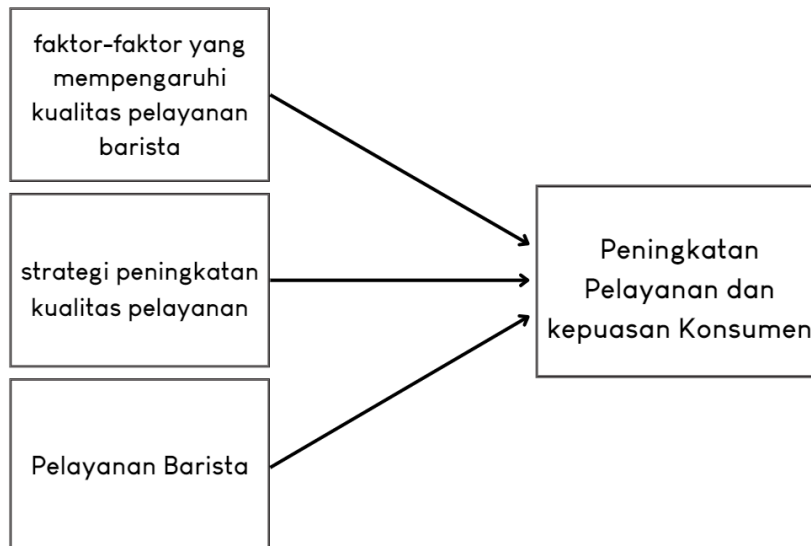 faktor-faktor yang
mempengaruhi
kualitas pelayanan
barista
strategi peningkatan
kualitas pelayanan
Pelayanan Barista
Peningkatan
Pelayanan dan
kepuasan Konsumen